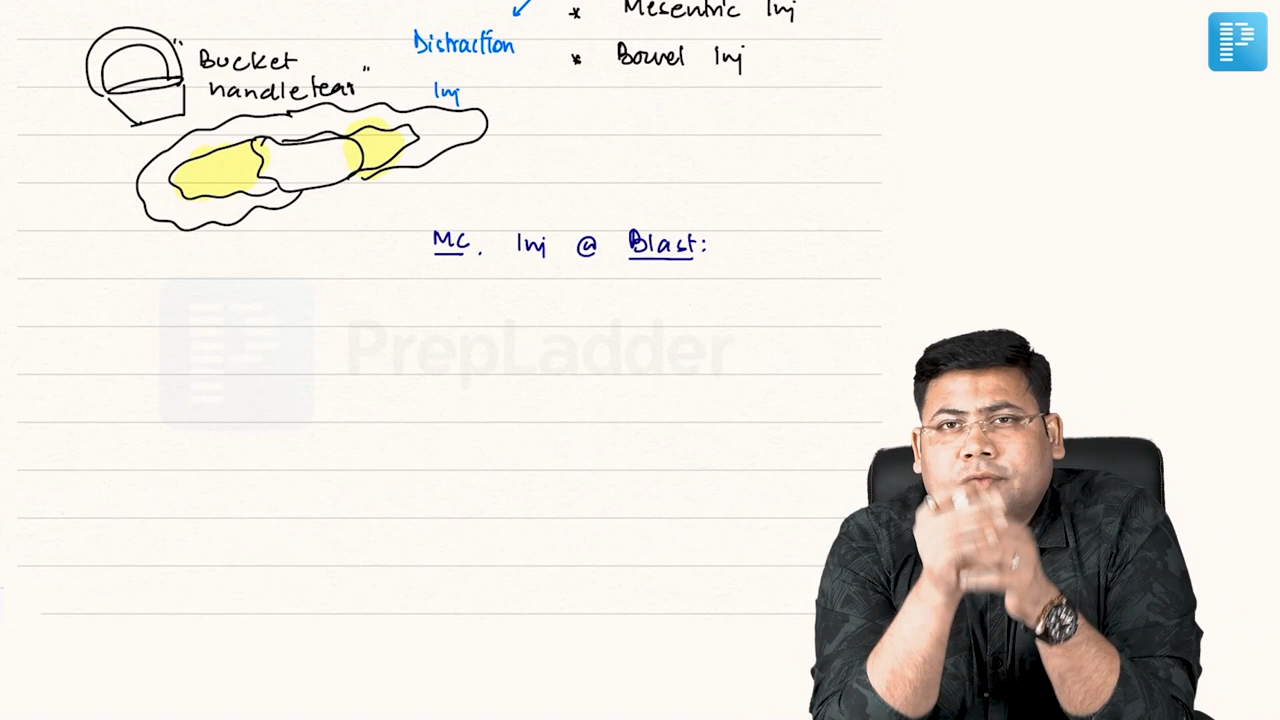 * Mesentric Inj
Distraction
* Bowel Inj
"Bucket
handle tear"
Inj
MC. Inj @ Blast:
PrepLadder